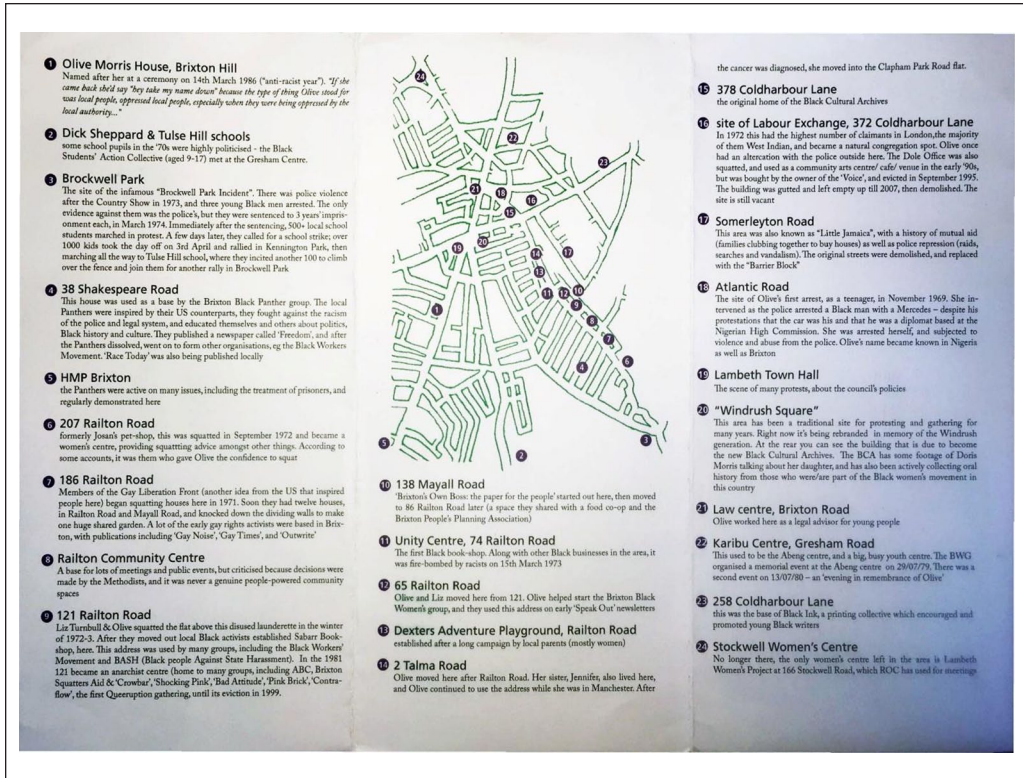 1 Olive Morris House, Brixton Hill
Named after her at a ceremony on 14th March 1986 ("anti-racist year"). "If she
came back she'd say "hey take my name down" because the type of thing Olive stood for
was local people, oppressed local people, especially when they were being oppressed by the
local authority..."
2 Dick Sheppard & Tulse Hill schools
some school pupils in the '70s were highly politicised - the Black
Students' Action Collective (aged 9-17) met at the Gresham Centre.
3 Brockwell Park
The site of the infamous "Brockwell Park Incident". There was police violence
after the Country Show in 1973, and three young Black men arrested. The only
evidence against them was the police's, but they were sentenced to 3 years' impris-
onment each, in March 1974. Immediately after the sentencing, 500+ local school
students marched in protest. A few days later, they called for a school strike; over
1000 kids took the day off on 3rd April and rallied in Kennington Park, then
marching all the way to Tulse Hill school, where they incited another 100 to climb
over the fence and join them for another rally in Brockwell Park
4 38 Shakespeare Road
This house was used as a base by the Brixton Black Panther group. The local
Panthers were inspired by their US counterparts, they fought against the racism
of the police and legal system, and educated themselves and others about politics,
Black history and culture. They published a newspaper called 'Freedom', and after
the Panthers dissolved, went on to form other organisations, eg the Black Workers
Movement. 'Race Today' was also being published locally
5 HMP Brixton
the Panthers were active on many issues, including the treatment of prisoners, and
regularly demonstrated here
6 207 Railton Road
formerly Josan's pet-shop, this was squatted in September 1972 and became a
women's centre, providing squattting advice amongst other things. According to
some accounts, it was them who gave Olive the confidence to squat
7 186 Railton Road
Members of the Gay Liberation Front (another idea from the US that inspired
people here) began squatting houses here in 1971. Soon they had twelve houses,
in Railton Road and Mayall Road, and knocked down the dividing walls to make
one huge shared garden. A lot of the early gay rights activists were based in Brix-
ton, with publications including 'Gay Noise', 'Gay Times', and 'Outwrite'
8 Railton Community Centre
A base for lots of meetings and public events, but criticised because decisions were
made by the Methodists, and it was never a genuine people-powered community
spaces
9 121 Railton Road
Liz Turnbull & Olive squatted the flat above this disused launderette in the winter
of 1972-3. After they moved out local Black activists established Sabarr Book-
shop, here. This address was used by many groups, including the Black Workers'
Movement and BASH (Black people Against State Harassment). In the 1981
121 became an anarchist centre (home to many groups, including ABC, Brixton
Squatters Aid & 'Crowbar', 'Shocking Pink', 'Bad Attitude', 'Pink Brick', 'Contra-
flow', the first Queeruption gathering, until its eviction in 1999.
24
22
23
21
18
16
15
20
19
14
17
13
11
12
10
9
1
8
7
6
4
5
3
2
10 138 Mayall Road
'Brixton's Own Boss: the paper for the people' started out here, then moved
to 86 Railton Road later (a space they shared with a food co-op and the
Brixton People's Planning Association)
11 Unity Centre, 74 Railton Road
The first Black book-shop. Along with other Black businesses in the area, it
was fire-bombed by racists on 15th March 1973
12 65 Railton Road
Olive and Liz moved here from 121. Olive helped start the Brixton Black
Women's group, and they used this address on early 'Speak Out' newsletters
13 Dexters Adventure Playground, Railton Road
established after a long campaign by local parents (mostly women)
14 2 Talma Road
Olive moved here after Railton Road. Her sister, Jennifer, also lived here,
and Olive continued to use the address while she was in Manchester. After
the cancer was diagnosed, she moved into the Clapham Park Road flat.
15 378 Coldharbour Lane
the original home of the Black Cultural Archives
16 site of Labour Exchange, 372 Coldharbour Lane
In 1972 this had the highest number of claimants in London,the majority
of them West Indian, and became a natural congregation spot. Olive once
had an altercation with the police outside here. The Dole Office was also
squatted, and used as a community arts centre/ cafe/ venue in the early '90s,
but was bought by the owner of the 'Voice', and evicted in September 1995.
The building was gutted and left empty up till 2007, then demolished. The
site is still vacant
17 Somerleyton Road
This area was also known as "Little Jamaica", with a history of mutual aid
(families clubbing together to buy houses) as well as police repression (raids,
searches and vandalism). The original streets were demolished, and replaced
with the "Barrier Block"
18 Atlantic Road
The site of Olive's first arrest, as a teenager, in November 1969. She in-
tervened as the police arrested a Black man with a Mercedes – despite his
protestations that the car was his and that he was a diplomat based at the
Nigerian High Commission. She was arrested herself, and subjected to
violence and abuse from the police. Olive's name became known in Nigeria
as well as Brixton
19 Lambeth Town Hall
The scene of many protests, about the council's policies
20 "Windrush Square"
This area has been a traditional site for protesting and gathering for
many years. Right now it's being rebranded in memory of the Windrush
generation. At the rear you can see the building that is due to become
the new Black Cultural Archives. The BCA has some footage of Doris
Morris talking about her daughter, and has also been actively collecting oral
history from those who were/are part of the Black women's movement in
this country
21 Law centre, Brixton Road
Olive worked here as a legal advisor for young people
22 Karibu Centre, Gresham Road
This used to be the Abeng centre, and a big, busy youth centre. The BWG
organised a memorial event at the Abeng centre on 29/07/79. There was a
second event on 13/07/80 – an 'evening in remembrance of Olive'
23 258 Coldharbour Lane
this was the base of Black Ink, a printing collective which encouraged and
promoted young Black writers
24 Stockwell Women's Centre
No longer there, the only women's centre left in the area is Lambeth
Women's Project at 166 Stockwell Road, which ROC has used for meetings